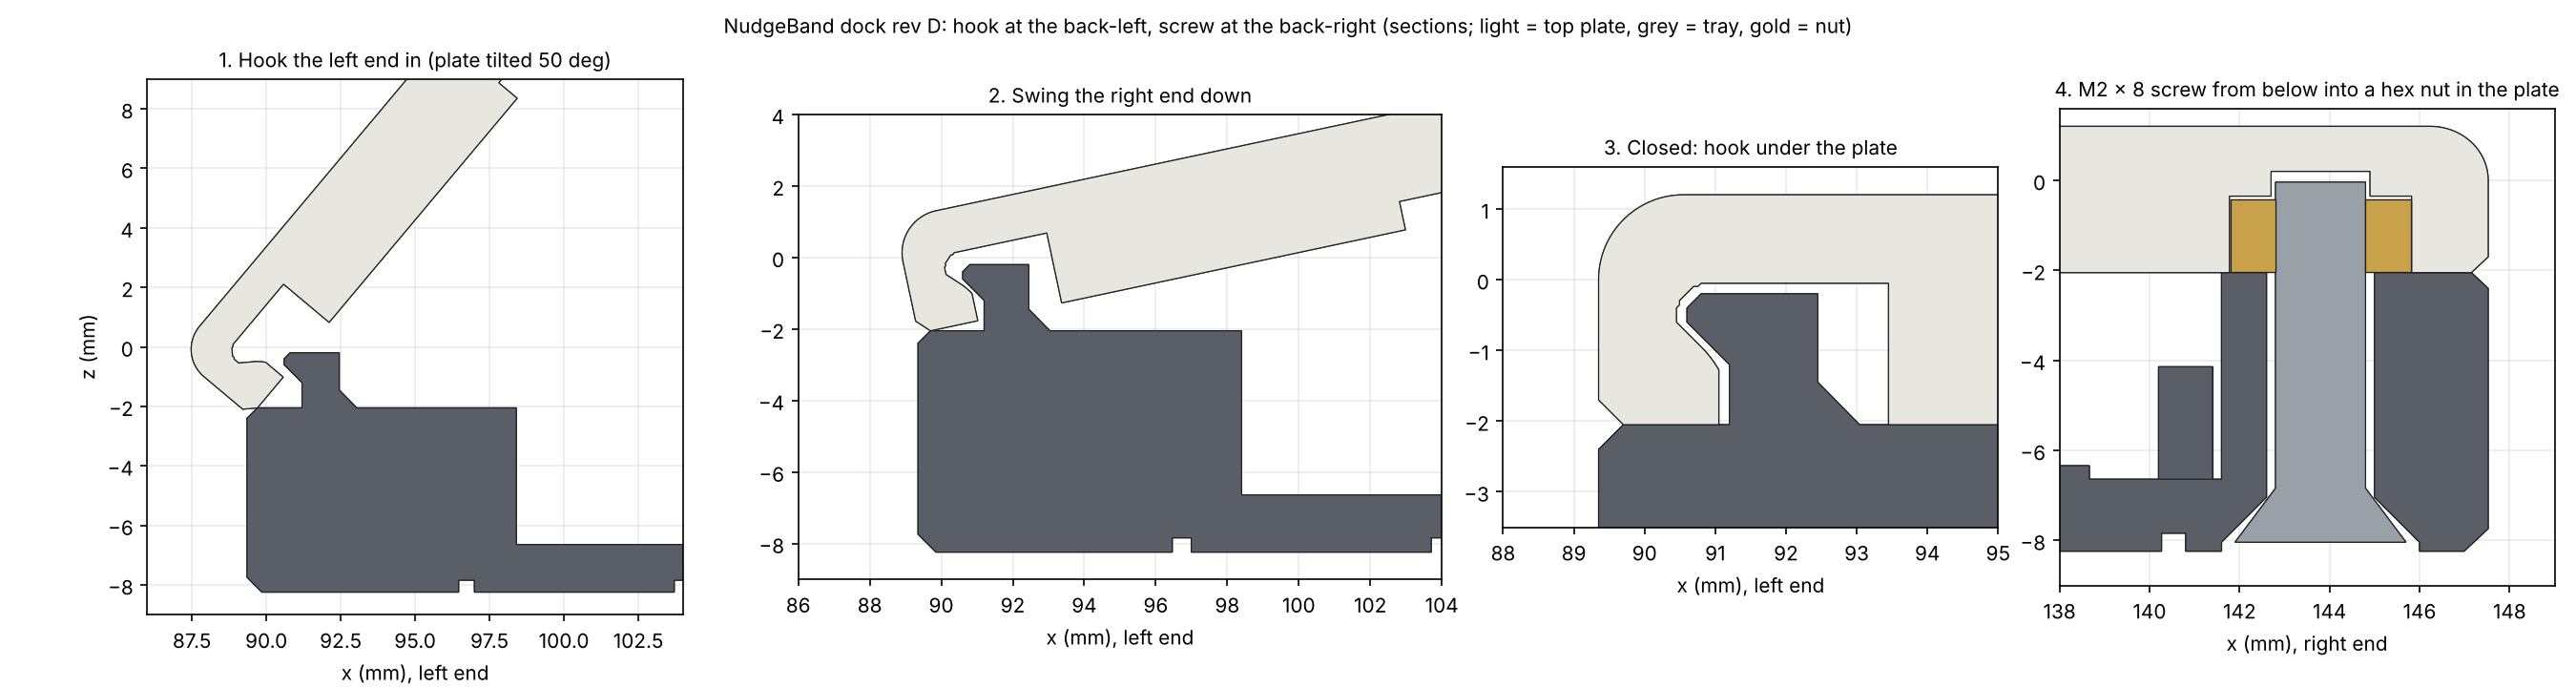 NudgeBand dock rev D: hook at the back-left, screw at the back-right (sections; light = top plate, grey = tray, gold = nut)
1. Hook the left end in (plate tilted 50 deg)
8
6
4
2
0
−2
−4
−6
−8
z (mm)
87.5 90.0 92.5 95.0 97.5 100.0 102.5
x (mm), left end
2. Swing the right end down
4
2
0
−2
−4
−6
−8
86 88 90 92 94 96 98 100 102 104
x (mm), left end
3. Closed: hook under the plate
1
0
−1
−2
−3
88 89 90 91 92 93 94 95
x (mm), left end
4. M2 × 8 screw from below into a hex nut in the plate
0
−2
−4
−6
−8
138 140 142 144 146 148
x (mm), right end